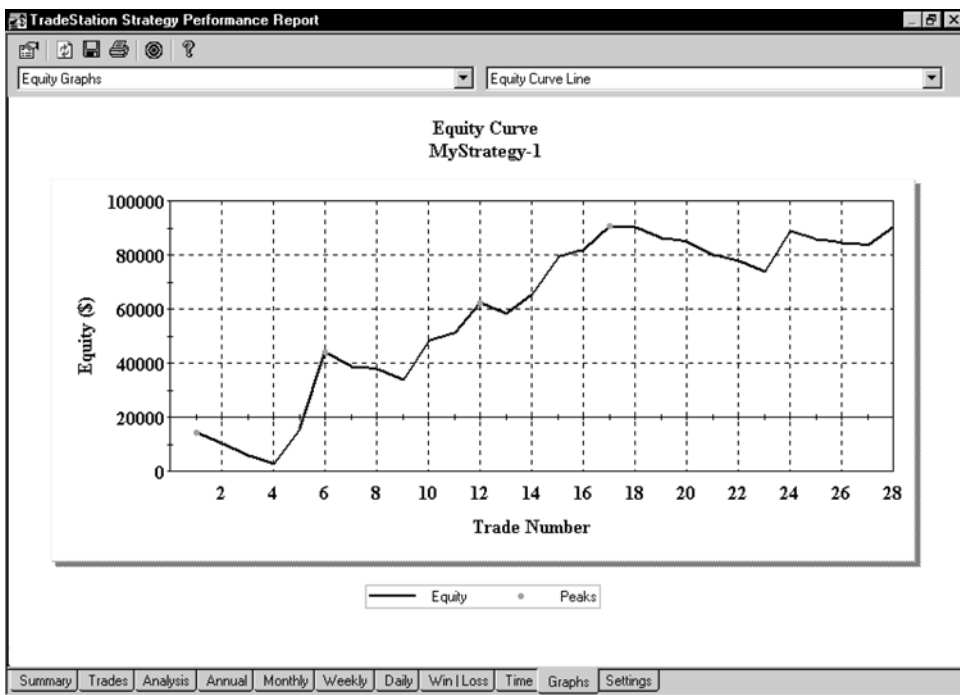 TradeStation Strategy Performance Report
Equity Graphs
Equity Curve Line
Equity Curve
MyStrategy-1
100000
80000
60000
40000
20000
0
Equity ($)
2 4 6 8 10 12 14 16 18 20 22 24 26 28
Trade Number
Equity Peaks
Summary Trades Analysis Annual Monthly Weekly Daily Win | Loss Time Graphs Settings